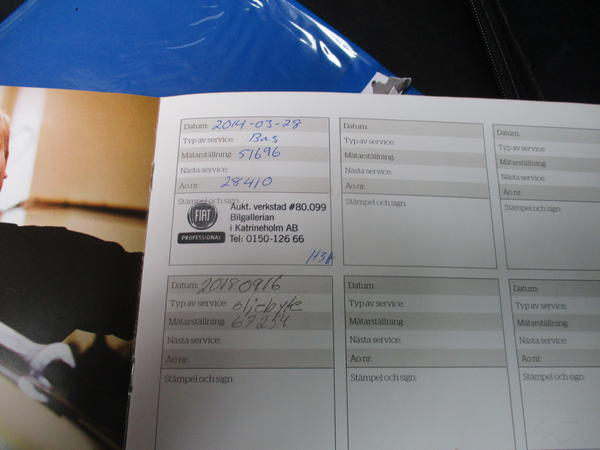 Datum: 2014-03-28
Typ av service: Bas
Mätarställning: 51696
Nästa service:
Ao nr: 28410
Stämpel och sign:
FIAT
PROFESSIONAL
Aukt. verkstad #80.099
Bilgallerian
i Katrineholm AB
Tel: 0150-126 66
Datum:
Typ av service:
Mätarställning:
Nästa service:
Ao nr:
Stämpel och sign:
Datum:
Typ av service:
Mätarställning:
Nästa service:
Ao nr:
Stämpel och sign:
Datum: 20180916
Typ av service: oljebyte
Mätarställning: 67254
Nästa service:
Ao nr:
Stämpel och sign:
Datum:
Typ av service:
Mätarställning:
Nästa service:
Ao nr:
Stämpel och sign:
Datum:
Typ av service:
Mätarställning:
Nästa service:
Ao nr:
Stämpel och sign: